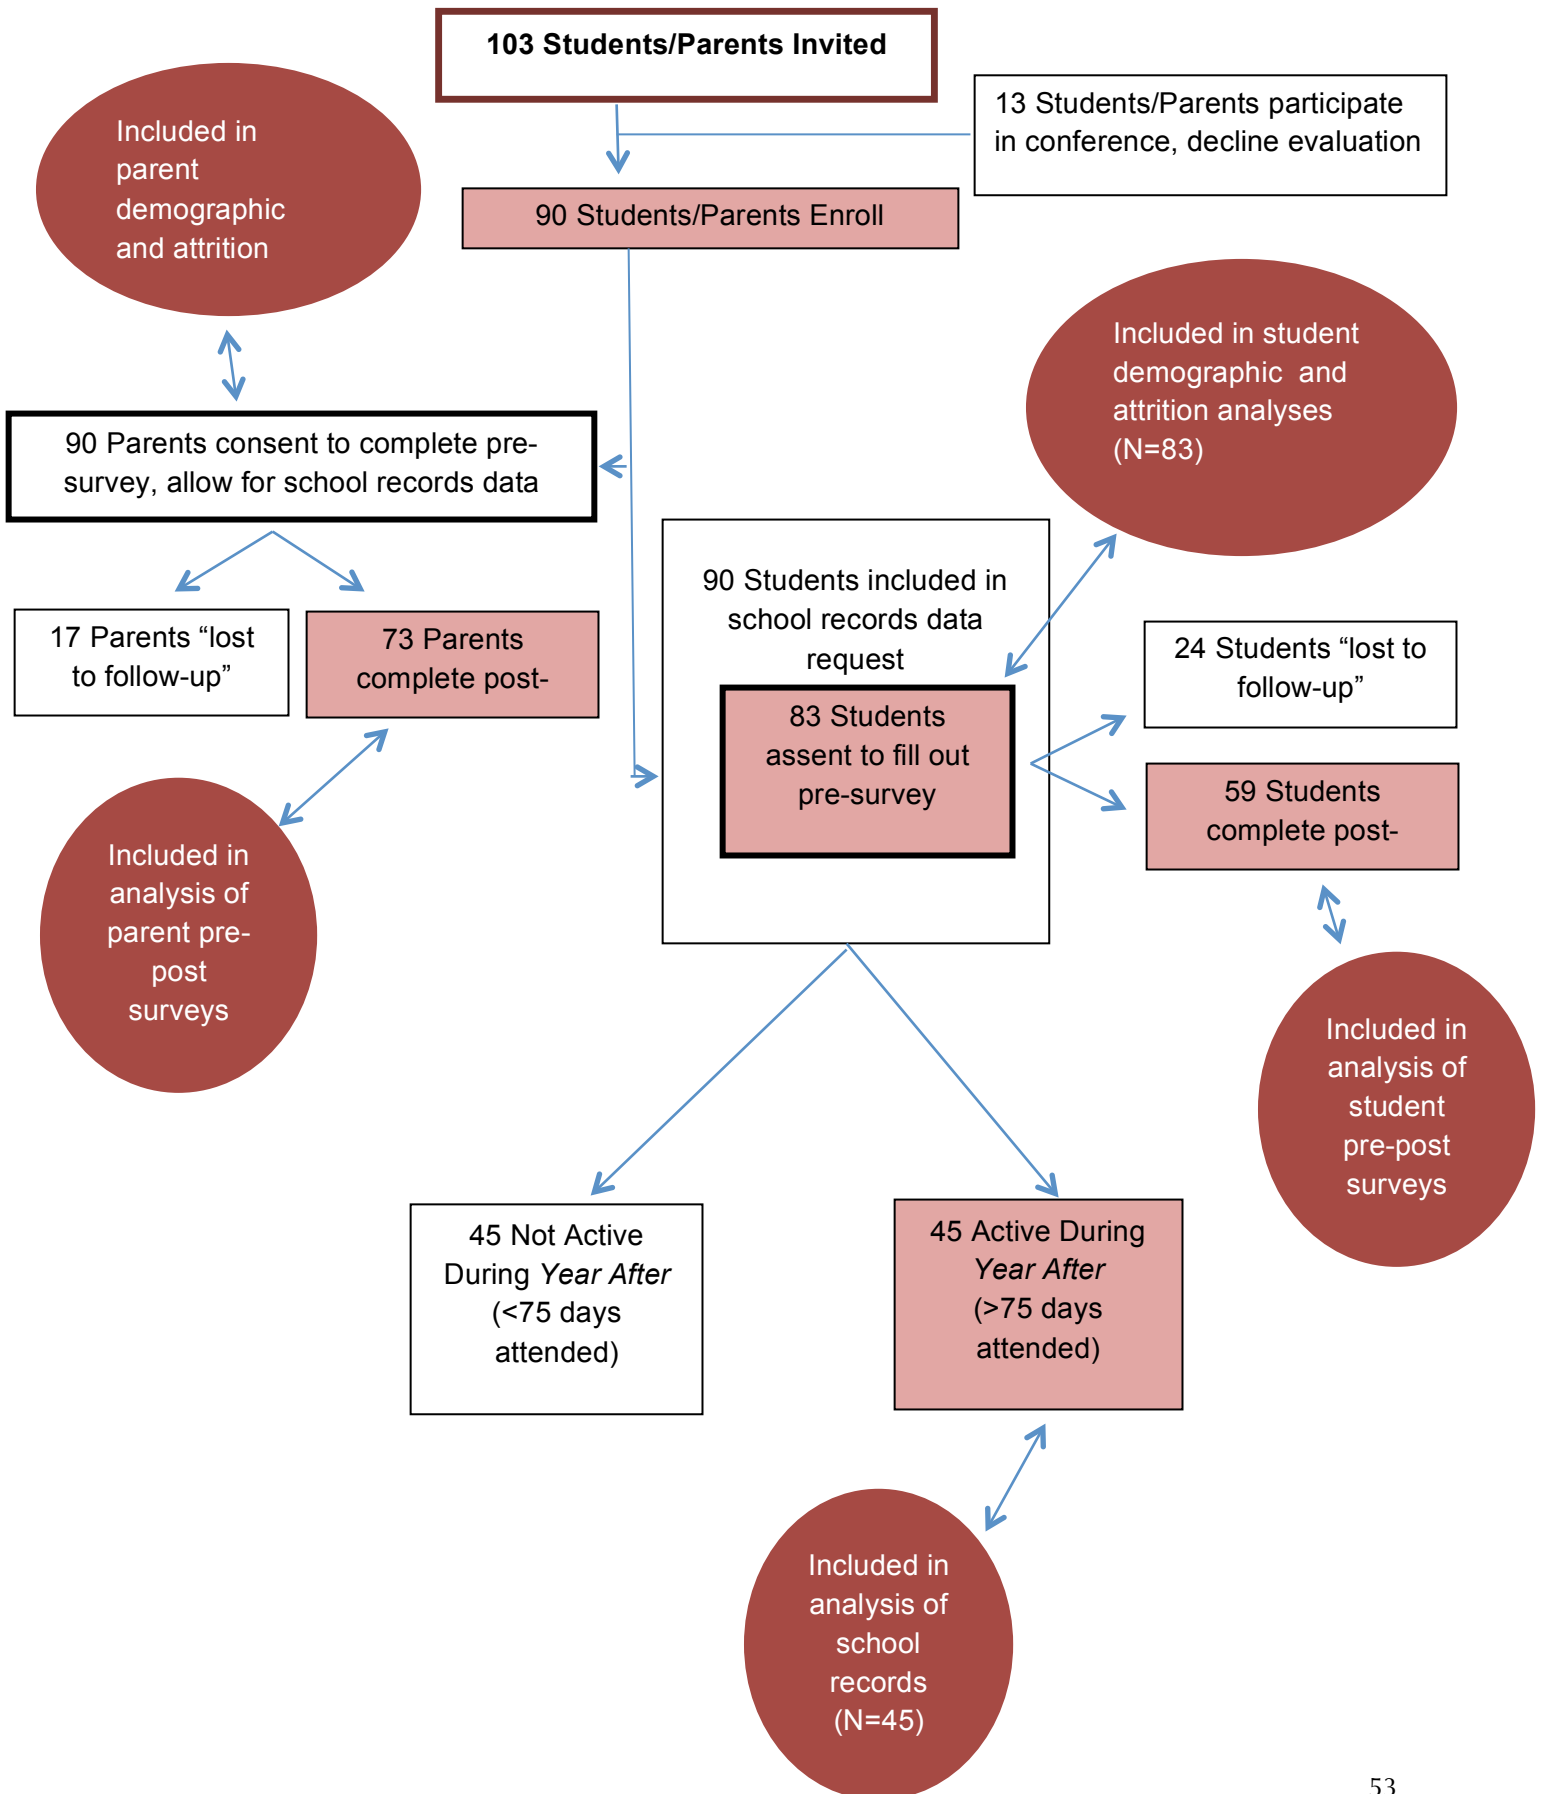 103 Students/Parents Invited
13 Students/Parents participate
in conference, decline evaluation
Included in
parent
demographic
and attrition
90 Students/Parents Enroll
Included in student
demographic and
attrition analyses
(N=83)
90 Parents consent to complete pre-
survey, allow for school records data
90 Students included in
school records data
request
17 Parents “lost
to follow-up”
73 Parents
complete post-
24 Students “lost to
follow-up”
83 Students
assent to fill out
pre-survey
59 Students
complete post-
Included in
analysis of
parent pre-
post
surveys
Included in
analysis of
student
pre-post
surveys
45 Not Active
During Year After
(<75 days
attended)
45 Active During
Year After
(>75 days
attended)
Included in
analysis of
school
records
(N=45)
53